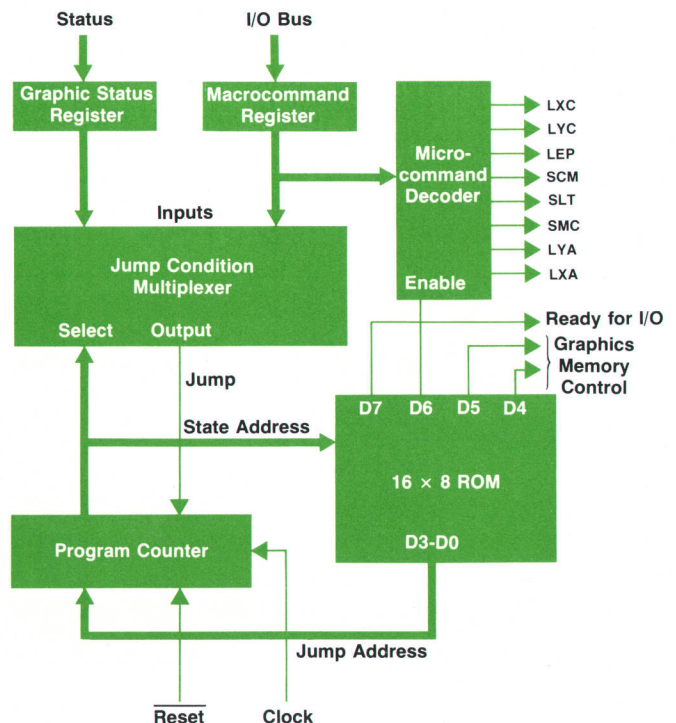 Status
I/O Bus
Graphic Status
Register
Macrocommand
Register
Micro-
command
Decoder
Enable
LXC
LYC
LEP
SCM
SLT
SMC
LYA
LXA
Inputs
Jump Condition
Multiplexer
Select
Output
Ready for I/O
Graphics
Memory
Control
Jump
State Address
D7
D6
D5
D4
16 × 8 ROM
D3-D0
Program Counter
Jump Address
Reset
Clock